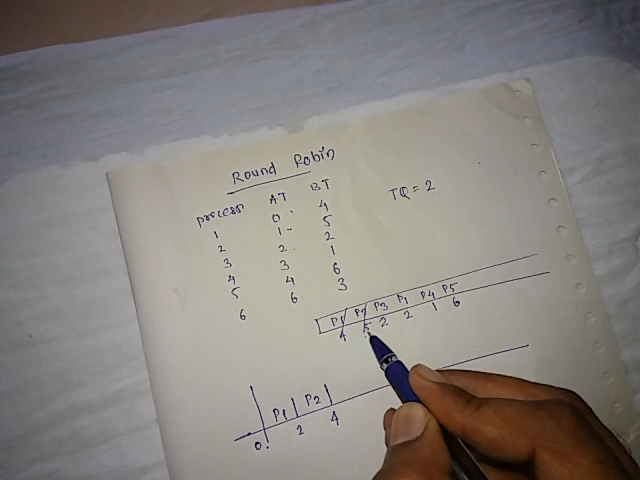 Round Robin
TQ = 2
process AT BT
1 0 4
2 1 5
3 2 2
4 3 1
5 4 6
6 6 3
P1 P2 P3 P1 P4 P5
4 5 2 2 1 6
P1 P2
0 2 4